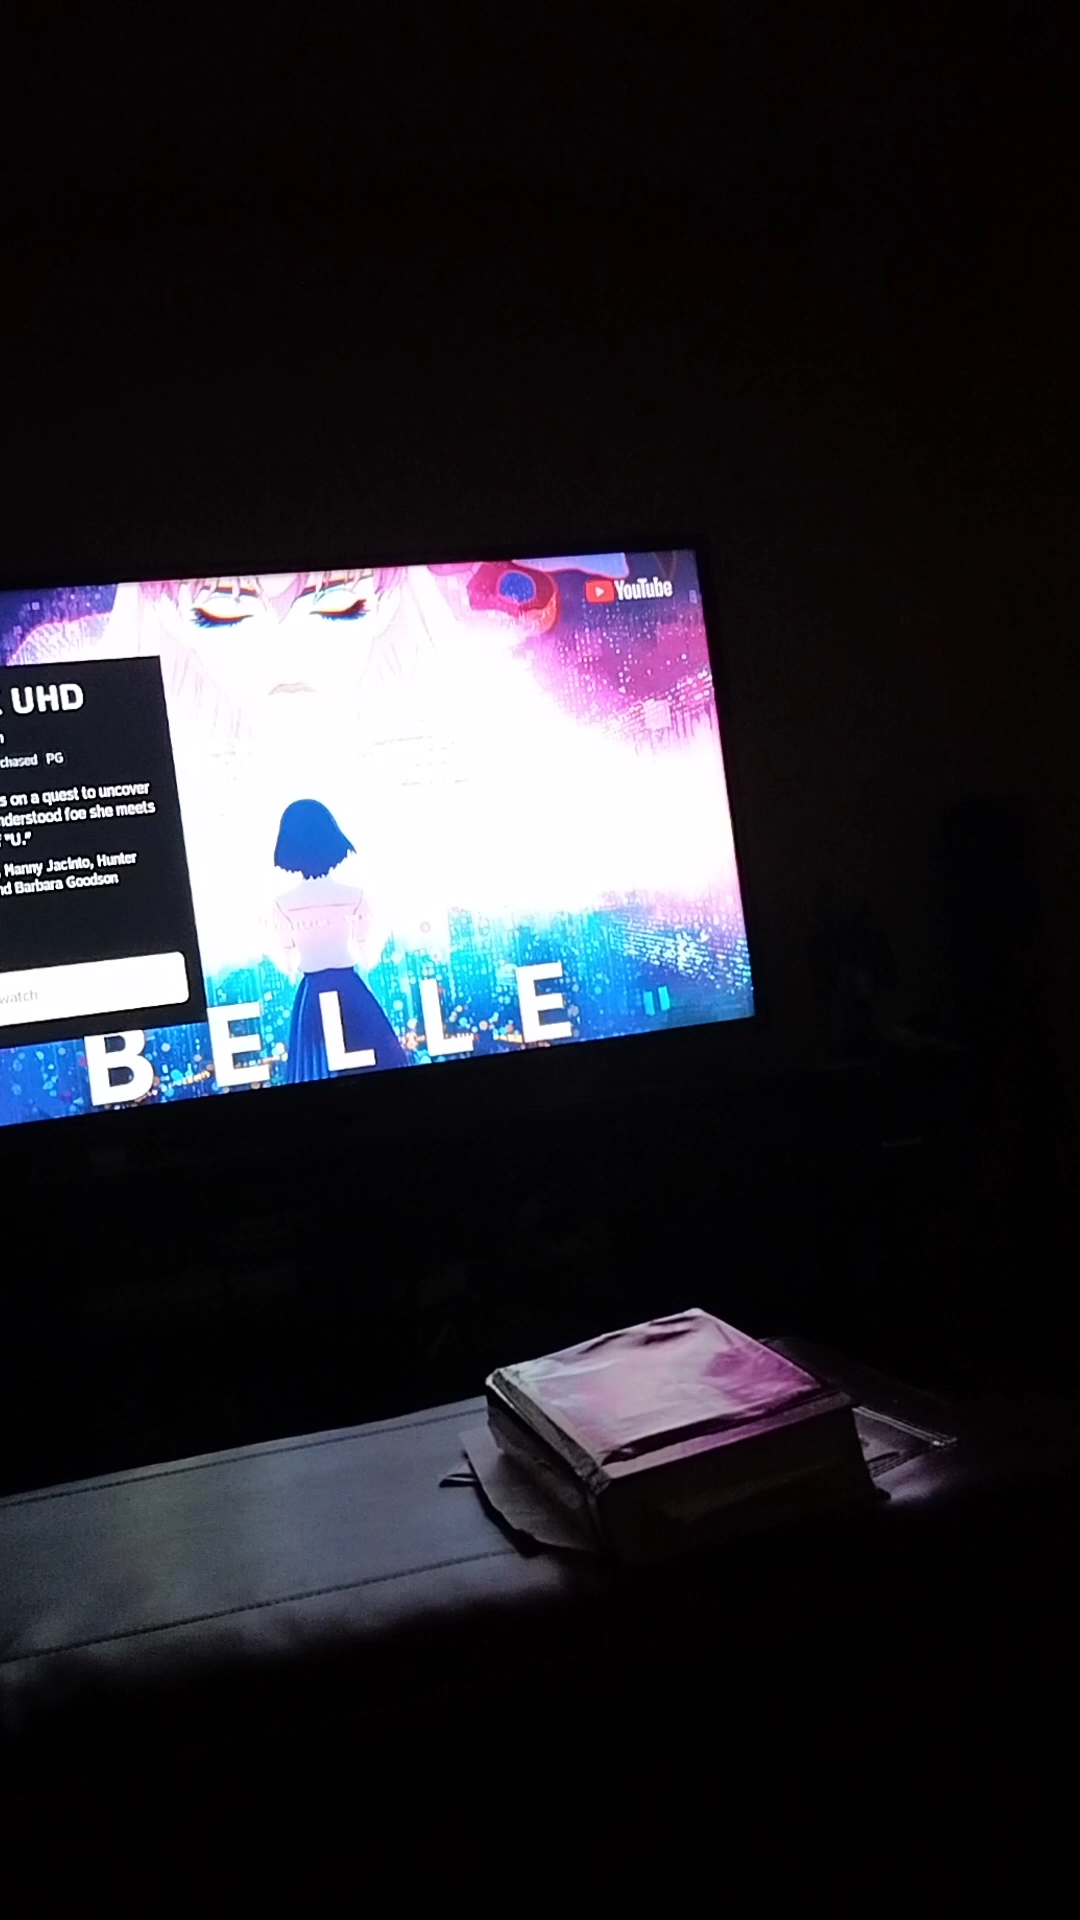 YouTube
UHD
chased PG
s on a quest to uncover
nderstood foe she meets
"U."
, Manny Jacinto, Hunter
nd Barbara Goodson
watch
BELLE